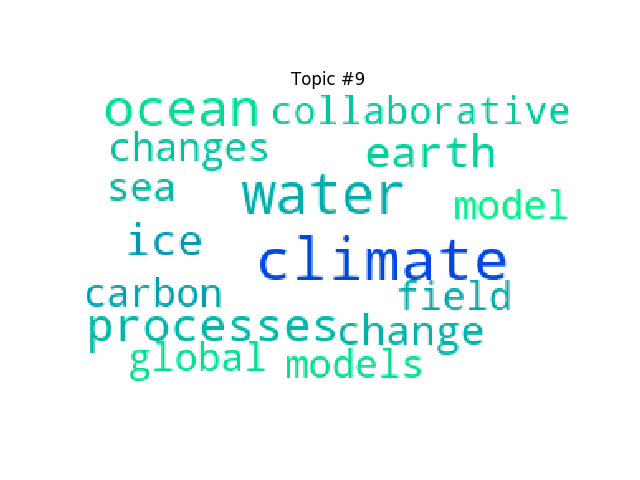 Topic #9
ocean collaborative
changes earth
sea water model
ice climate
carbon field
processes change
global models